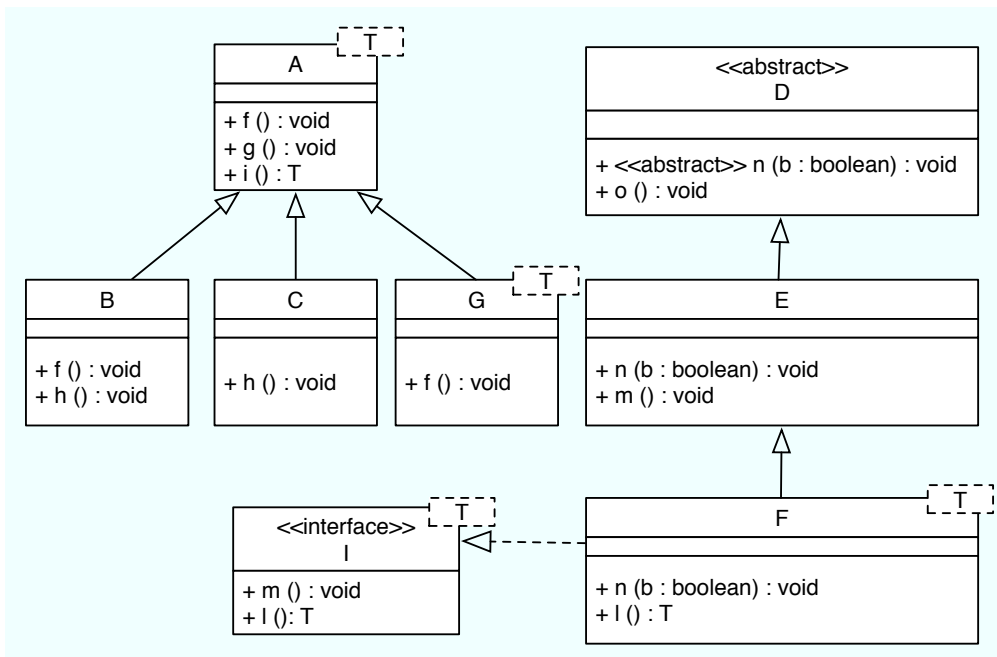 T
A
+ f () : void
+ g () : void
+ i () : T
<<abstract>>
D
+ <<abstract>> n (b : boolean) : void
+ o () : void
B
+ f () : void
+ h () : void
C
+ h () : void
T
G
+ f () : void
E
+ n (b : boolean) : void
+ m () : void
T
<<interface>>
I
+ m () : void
+ l (): T
T
F
+ n (b : boolean) : void
+ l () : T